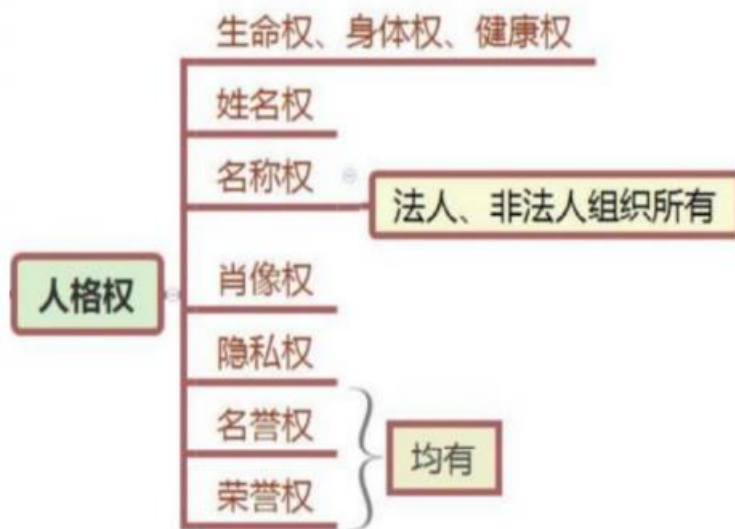 生命权、身体权、健康权
姓名权
名称权
法人、非法人组织所有
人格权
肖像权
隐私权
名誉权
均有
荣誉权